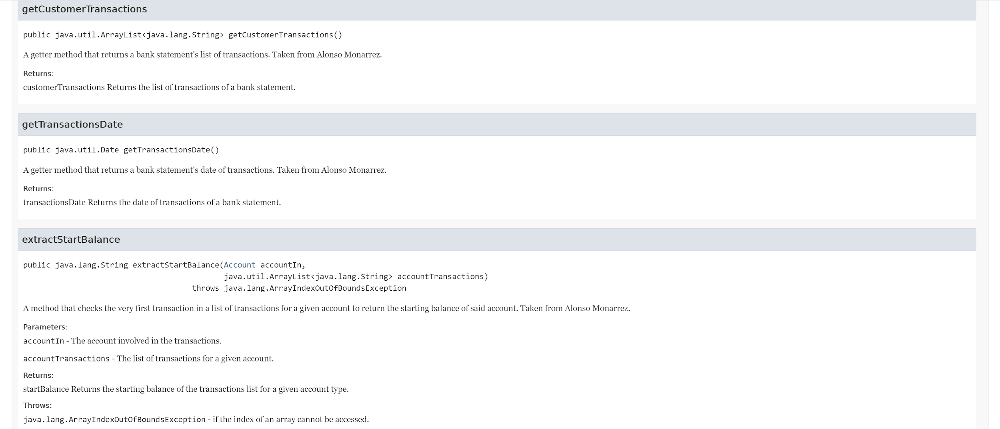 getCustomerTransactions
public java.util.ArrayList<java.lang.String> getCustomerTransactions()
A getter method that returns a bank statement's list of transactions. Taken from Alonso Monarrez.
Returns:
customerTransactions Returns the list of transactions of a bank statement.
getTransactionsDate
public java.util.Date getTransactionsDate()
A getter method that returns a bank statement's date of transactions. Taken from Alonso Monarrez.
Returns:
transactionsDate Returns the date of transactions of a bank statement.
extractStartBalance
public java.lang.String extractStartBalance(Account accountIn,
java.util.ArrayList<java.lang.String> accountTransactions)
throws java.lang.ArrayIndexOutOfBoundsException
A method that checks the very first transaction in a list of transactions for a given account to return the starting balance of said account. Taken from Alonso Monarrez.
Parameters:
accountIn - The account involved in the transactions.
accountTransactions - The list of transactions for a given account.
Returns:
startBalance Returns the starting balance of the transactions list for a given account type.
Throws:
java.lang.ArrayIndexOutOfBoundsException - if the index of an array cannot be accessed.